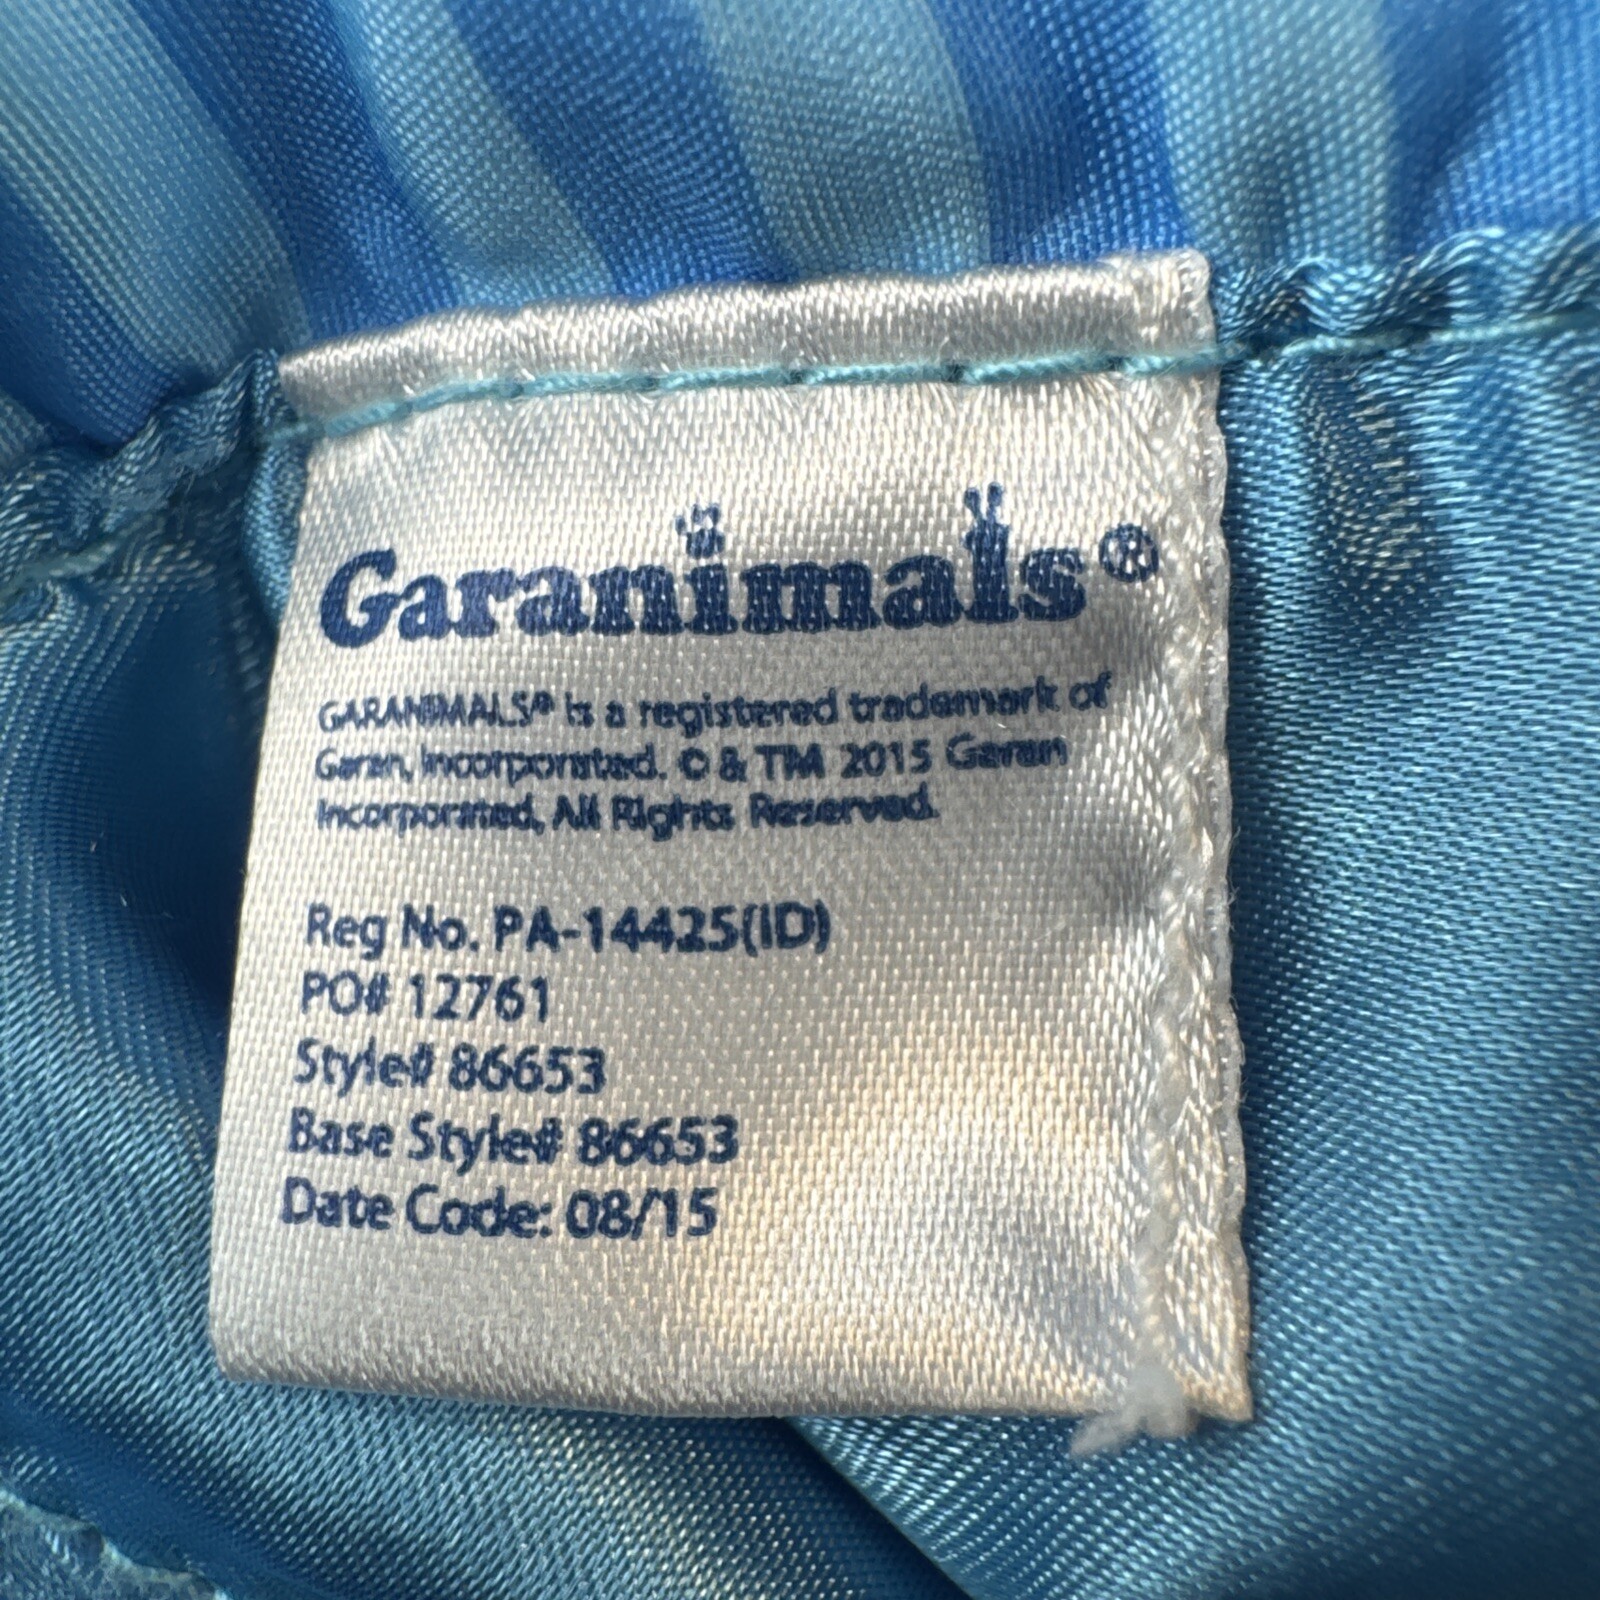 Garanimals®
GARANIMALS® is a registered trademark of
Garan, Incorporated. © & TM 2015 Garan
Incorporated, All Rights Reserved.
Reg No. PA-14425(ID)
PO# 12761
Style# 86653
Base Style# 86653
Date Code: 08/15